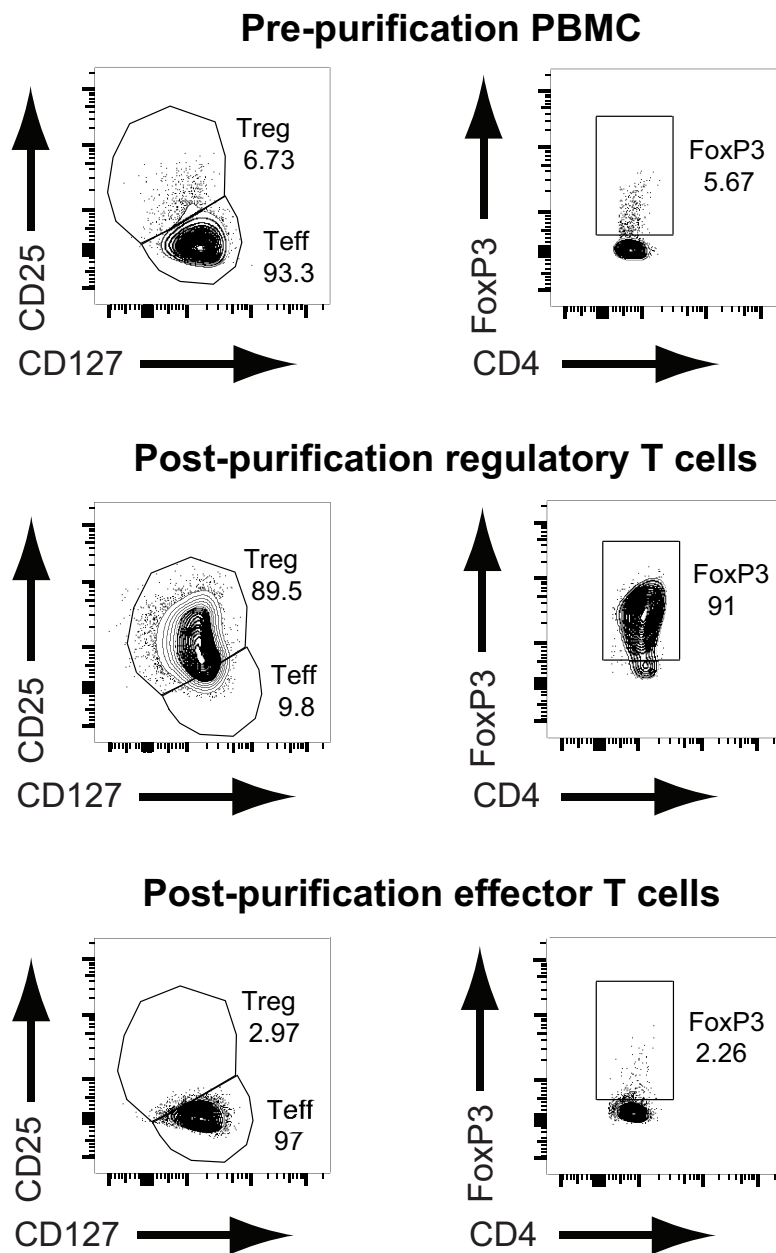 Pre-purification PBMC
CD25
Treg
6.73
Teff
93.3
CD127
FoxP3
FoxP3
5.67
CD4
Post-purification regulatory T cells
CD25
Treg
89.5
Teff
9.8
CD127
FoxP3
FoxP3
91
CD4
Post-purification effector T cells
CD25
Treg
2.97
Teff
97
CD127
FoxP3
FoxP3
2.26
CD4